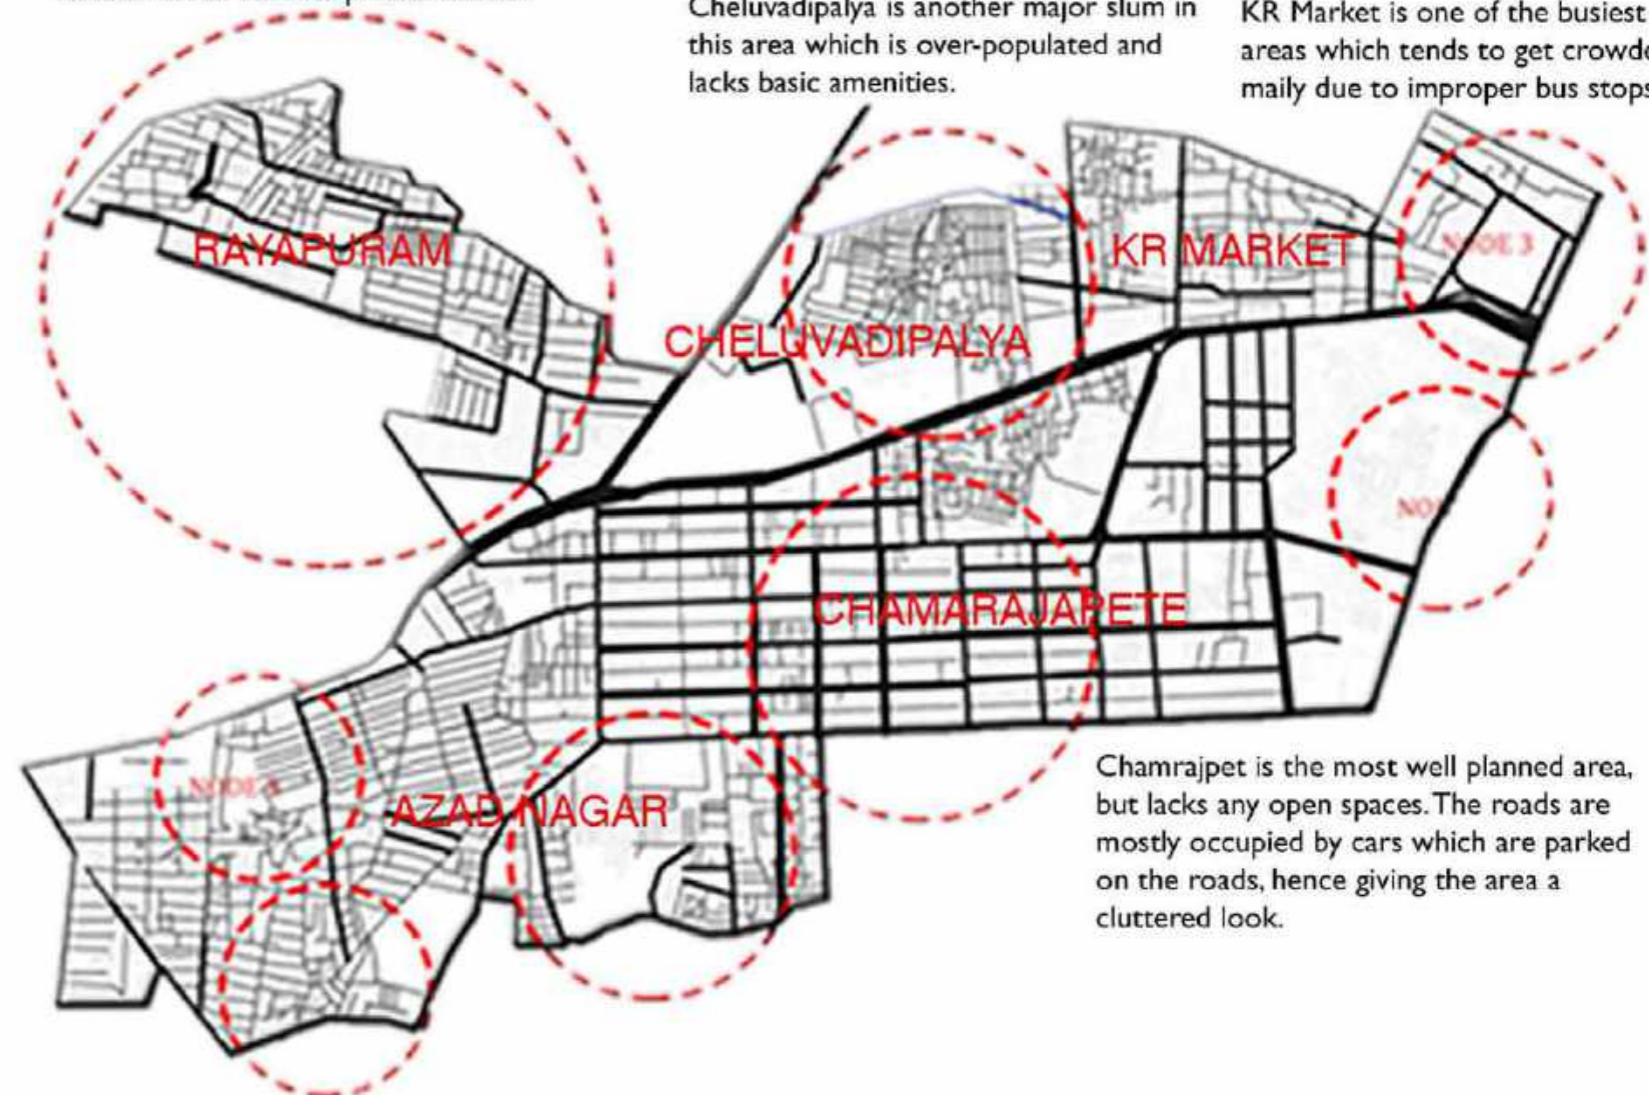 Cheluvadipalya is another major slum in
this area which is over-populated and
lacks basic amenities.
KR Market is one of the busiest
areas which tends to get crowde
maily due to improper bus stops
RAYAPURAM
KR MARKET
NODE 3
CHELUVADIPALYA
NO
CHAMARAJAPETE
NODE
AZAD NAGAR
Chamrajpet is the most well planned area,
but lacks any open spaces. The roads are
mostly occupied by cars which are parked
on the roads, hence giving the area a
cluttered look.